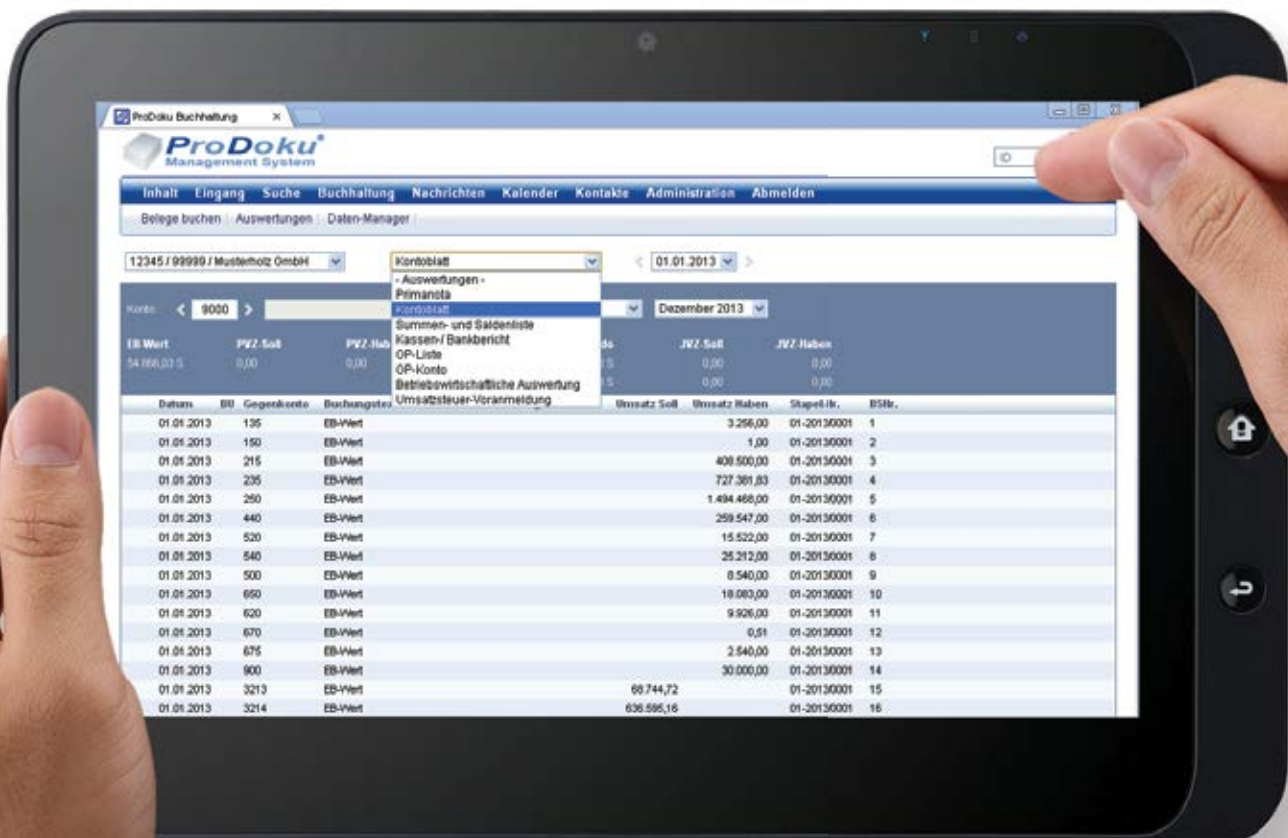 ProDoku Buchhaltung
ProDoku
Management System
ID
Inhalt Eingang Suche Buchhaltung Nachrichten Kalender Kontakte Administration Abmelden
Belege buchen Auswertungen Daten-Manager
12345 / 99999 / Musterholz GmbH Kontoblatt 01.01.2013
- Auswertungen -
Primanota
Kontoblatt
Summen- und Saldenliste
Kassen-/ Bankbericht
OP-Liste
OP-Konto
Betriebswirtschaftliche Auswertung
Umsatzsteuer-Voranmeldung
Konto 9000 Dezember 2013
EB-Wert PVZ-Soll JVZ-Soll JVZ-Haben
0,00 0,00 0,00 0,00
0,00 0,00
Datum BU Gegenkonto Umsatz Soll Umsatz Haben Stapel-Nr. BSNr.
01.01.2013 135 EB-Wert 3.256,00 01-2013/0001 1
01.01.2013 150 EB-Wert 1,00 01-2013/0001 2
01.01.2013 215 EB-Wert 408.500,00 01-2013/0001 3
01.01.2013 235 EB-Wert 727.381,83 01-2013/0001 4
01.01.2013 250 EB-Wert 1.494.468,00 01-2013/0001 5
01.01.2013 440 EB-Wert 259.547,00 01-2013/0001 6
01.01.2013 520 EB-Wert 15.522,00 01-2013/0001 7
01.01.2013 540 EB-Wert 25.212,00 01-2013/0001 8
01.01.2013 500 EB-Wert 8.540,00 01-2013/0001 9
01.01.2013 650 EB-Wert 18.083,00 01-2013/0001 10
01.01.2013 620 EB-Wert 9.926,00 01-2013/0001 11
01.01.2013 670 EB-Wert 0,51 01-2013/0001 12
01.01.2013 675 EB-Wert 2.540,00 01-2013/0001 13
01.01.2013 900 EB-Wert 30.000,00 01-2013/0001 14
01.01.2013 3213 EB-Wert 68.744,72 01-2013/0001 15
01.01.2013 3214 EB-Wert 636.595,16 01-2013/0001 16